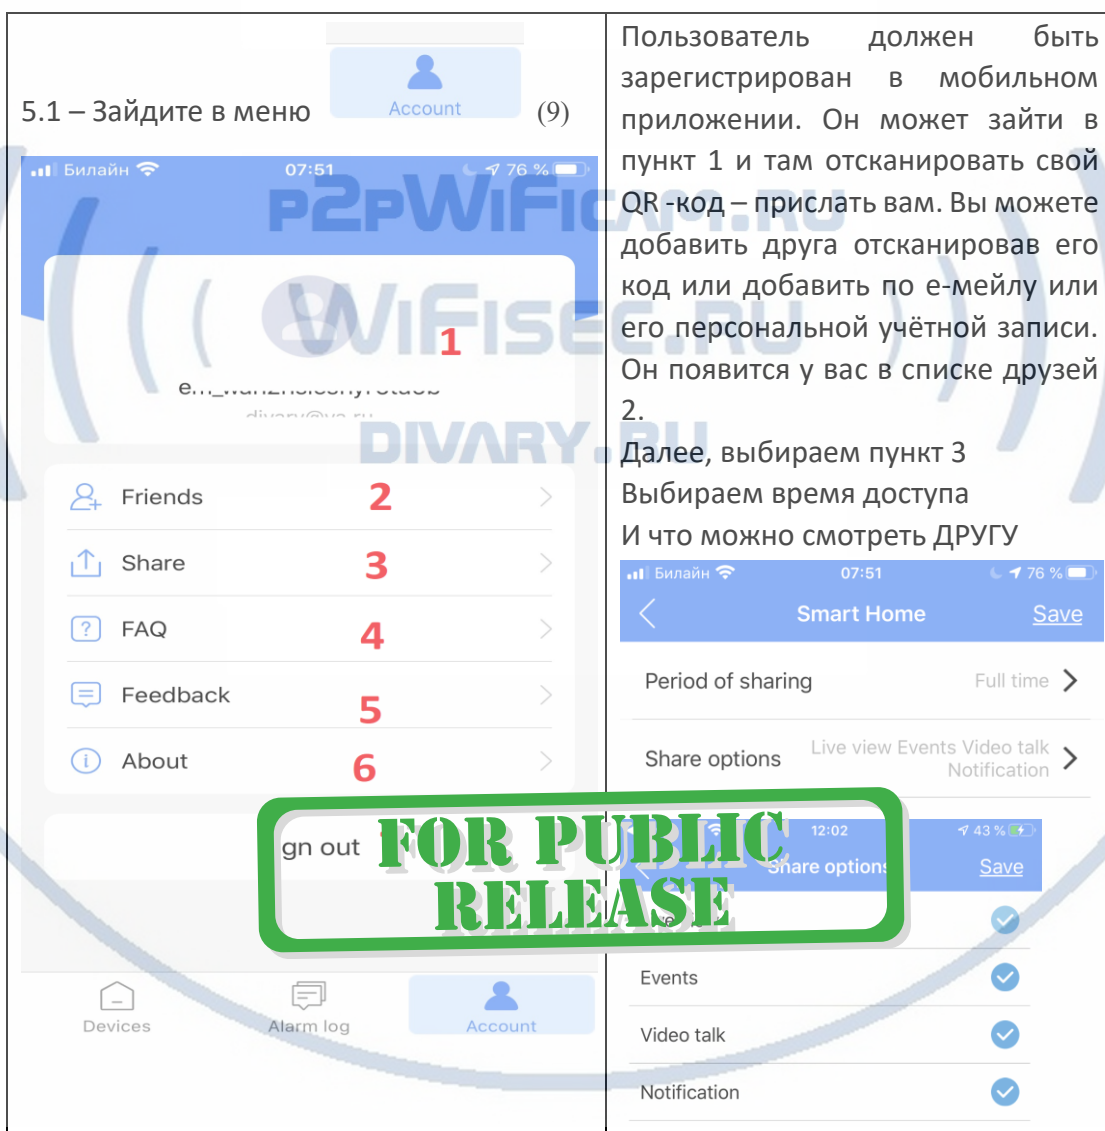 5.1 – Зайдите в меню
Account
(9)
Билайн
07:51
76 %
1
Friends
2
Share
3
FAQ
4
Feedback
5
About
6
gn out
Devices
Alarm log
Account
Пользователь должен быть
зарегистрирован в мобильном
приложении. Он может зайти в
пункт 1 и там отсканировать свой
QR -код – прислать вам. Вы можете
добавить друга отсканировав его
код или добавить по е-мейлу или
его персональной учётной записи.
Он появится у вас в списке друзей
2.
Далее, выбираем пункт 3
Выбираем время доступа
И что можно смотреть ДРУГУ
Билайн
07:51
76 %
Smart Home
Save
Period of sharing
Full time
Share options
Live view Events Video talk
Notification
12:02
43 %
Share options
Save
Events
Video talk
Notification
FOR PUBLIC
RELEASE
P2PWIFICAM.RU
WIFISEC.RU
DIVARY.RU